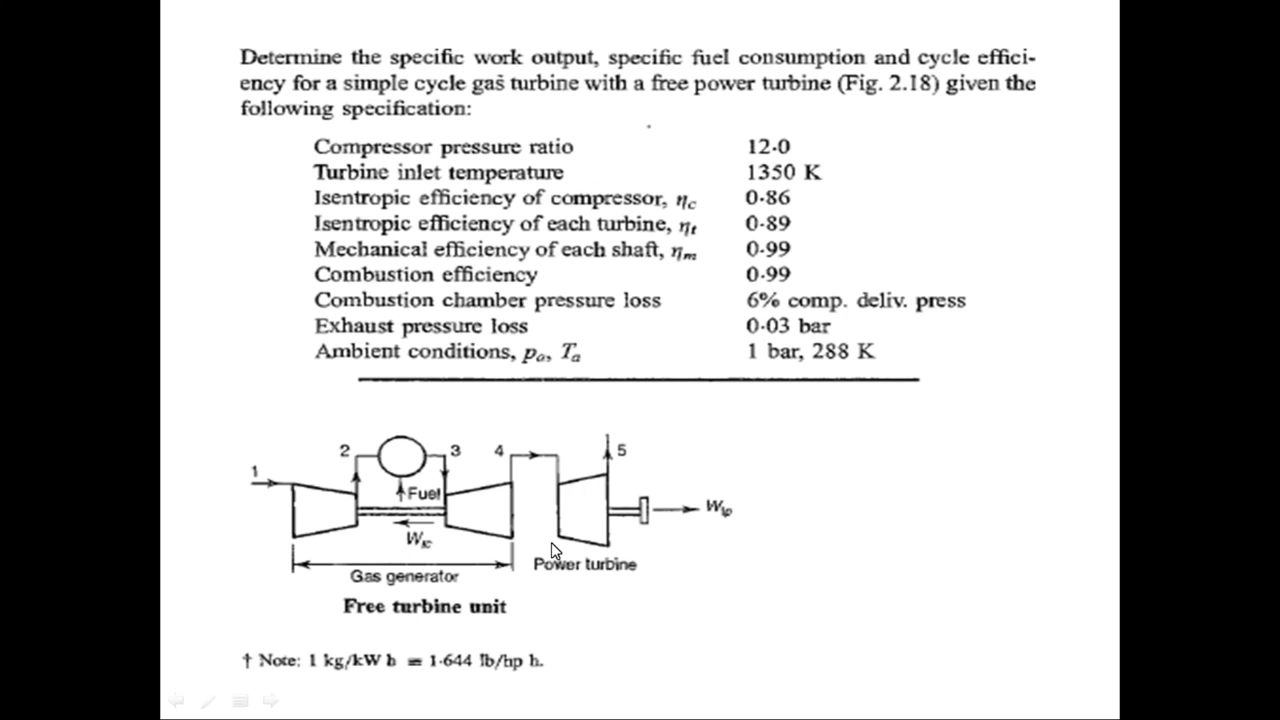 Determine the specific work output, specific fuel consumption and cycle effici-
ency for a simple cycle gas turbine with a free power turbine (Fig. 2.18) given the
following specification:
Compressor pressure ratio 12·0
Turbine inlet temperature 1350 K
Isentropic efficiency of compressor, ηc 0·86
Isentropic efficiency of each turbine, ηt 0·89
Mechanical efficiency of each shaft, ηm 0·99
Combustion efficiency 0·99
Combustion chamber pressure loss 6% comp. deliv. press
Exhaust pressure loss 0·03 bar
Ambient conditions, pa, Ta 1 bar, 288 K
2 3 4 5
1
Fuel
Wtc
Wtp
Gas generator
Power turbine
Free turbine unit
† Note: 1 kg/kW h = 1·644 lb/hp h.